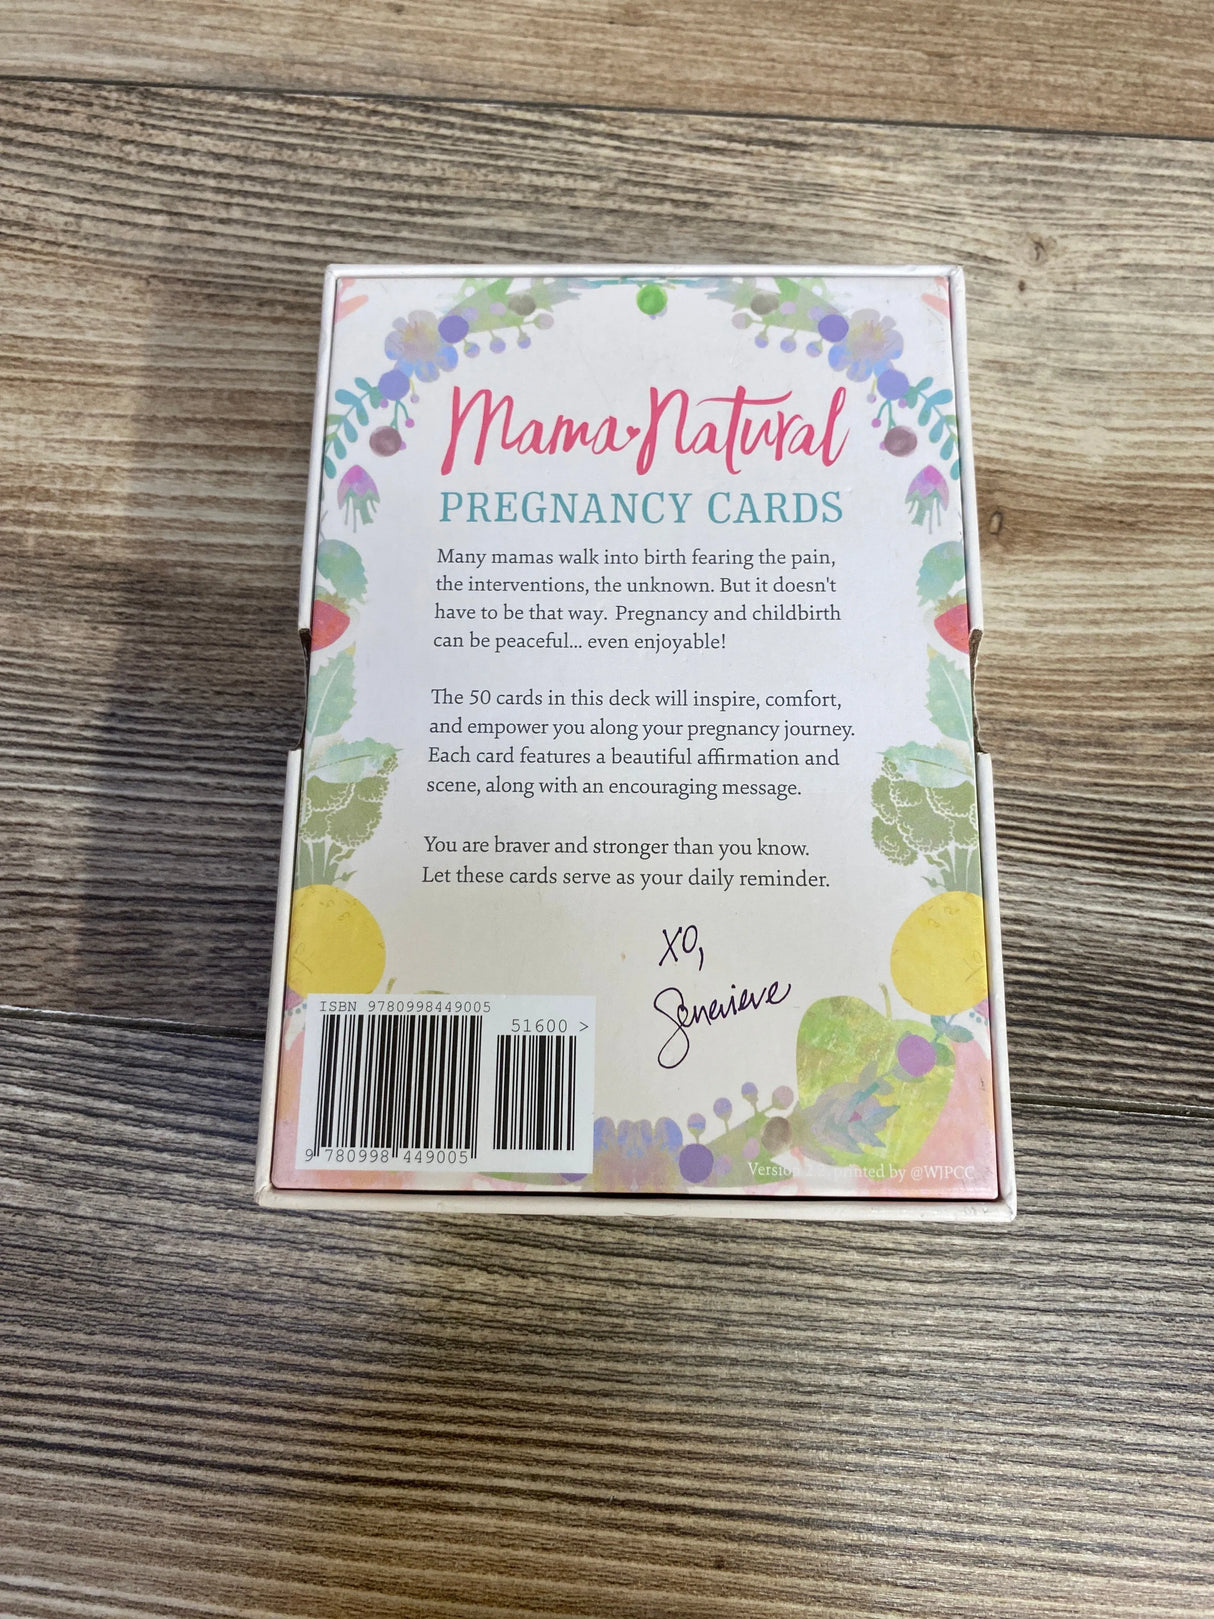 Mama Natural
PREGNANCY CARDS
Many mamas walk into birth fearing the pain,
the interventions, the unknown. But it doesn't
have to be that way. Pregnancy and childbirth
can be peaceful... even enjoyable!
The 50 cards in this deck will inspire, comfort,
and empower you along your pregnancy journey.
Each card features a beautiful affirmation and
scene, along with an encouraging message.
You are braver and stronger than you know.
Let these cards serve as your daily reminder.
XO,
Genevieve
ISBN 9780998449005
51600 >
9 780998 449005
Version printed by @WJPCC